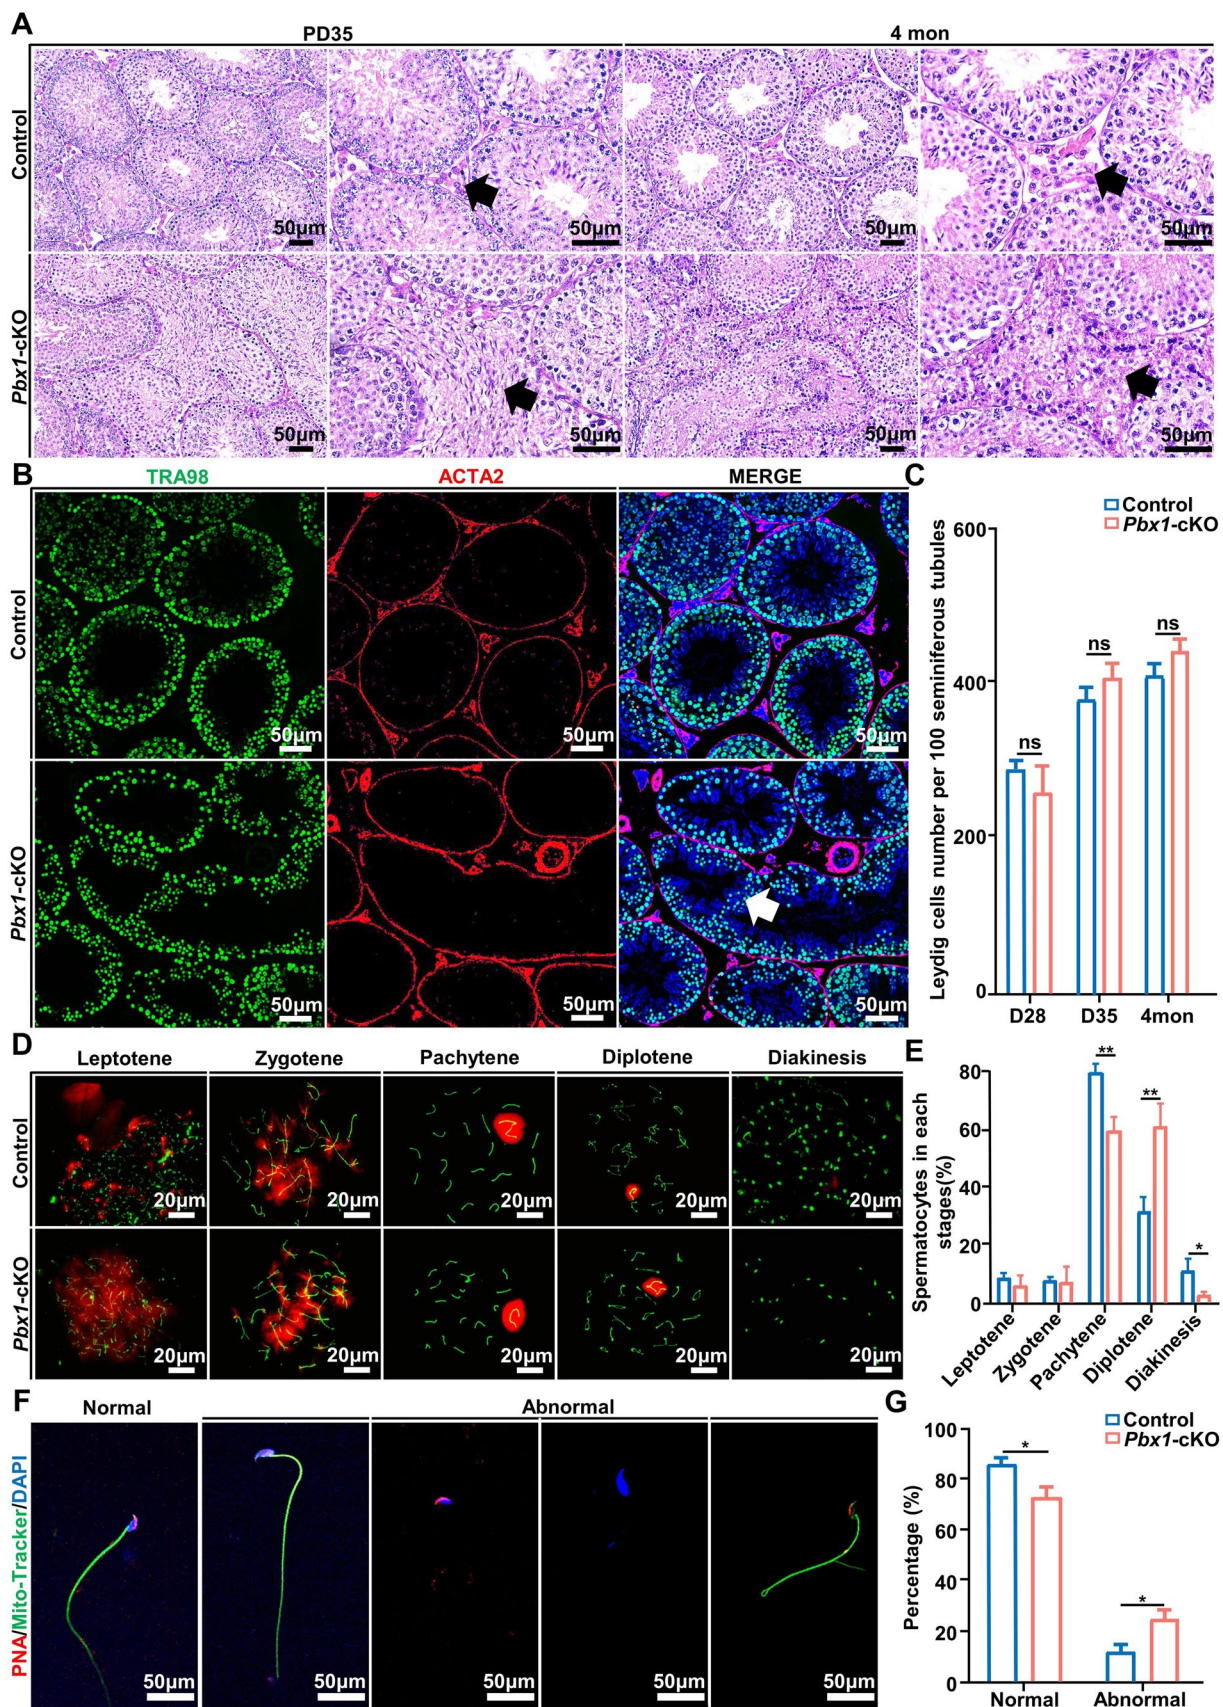 A
PD35
4 mon
Control
50µm
50µm
50µm
50µm
Pbx1-cKO
50µm
50µm
50µm
50µm
B
TRA98
ACTA2
MERGE
Control
50µm
50µm
50µm
Pbx1-cKO
50µm
50µm
50µm
C
Control
Pbx1-cKO
Leydig cells number per 100 seminiferous tubules
600
400
200
0
ns
ns
ns
D28
D35
4mon
D
Leptotene
Zygotene
Pachytene
Diplotene
Diakinesis
Control
20µm
20µm
20µm
20µm
20µm
Pbx1-cKO
20µm
20µm
20µm
20µm
20µm
E
Spermatocytes in each
stages(%)
80
60
40
20
0
**
**
*
Leptotene
Zygotene
Pachytene
Diplotene
Diakinesis
F
Normal
Abnormal
PNA/Mito-Tracker/DAPI
50µm
50µm
50µm
50µm
50µm
G
Control
Pbx1-cKO
Percentage (%)
100
80
60
40
20
0
*
*
Normal
Abnormal